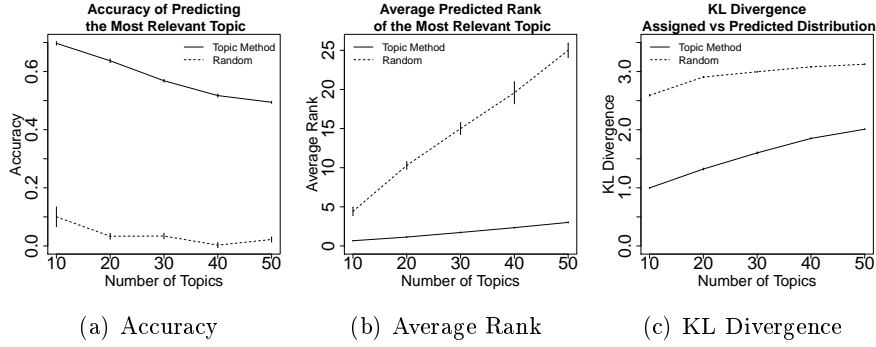 Accuracy of Predicting
the Most Relevant Topic
Topic Method
Random
Accuracy
0.0
0.2
0.4
0.6
10 20 30 40 50
Number of Topics
(a) Accuracy
Average Predicted Rank
of the Most Relevant Topic
Topic Method
Random
Average Rank
0
5
10
15
20
25
10 20 30 40 50
Number of Topics
(b) Average Rank
KL Divergence
Assigned vs Predicted Distribution
Topic Method
Random
KL Divergence
0.0
1.0
2.0
3.0
10 20 30 40 50
Number of Topics
(c) KL Divergence